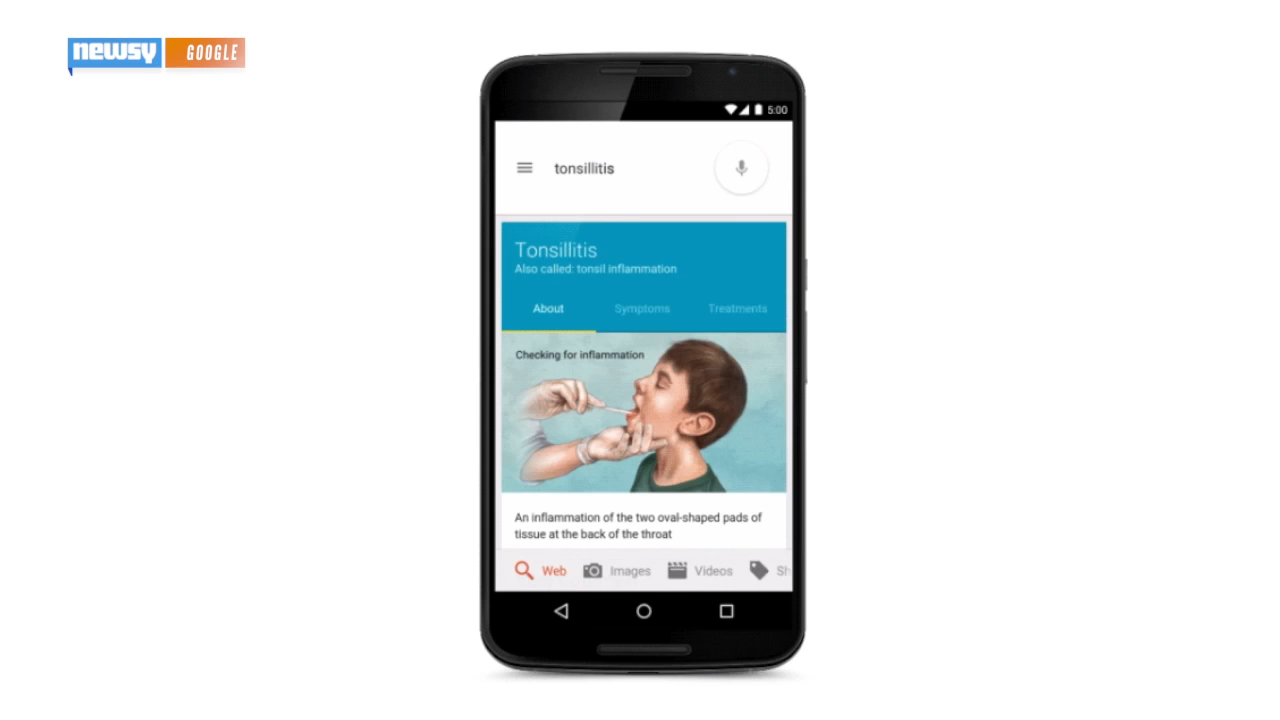 newsy GOOGLE
5:00
tonsillitis
Tonsillitis
Also called: tonsil inflammation
About Symptoms Treatments
Checking for inflammation
An inflammation of the two oval-shaped pads of
tissue at the back of the throat
Web Images Videos Sh